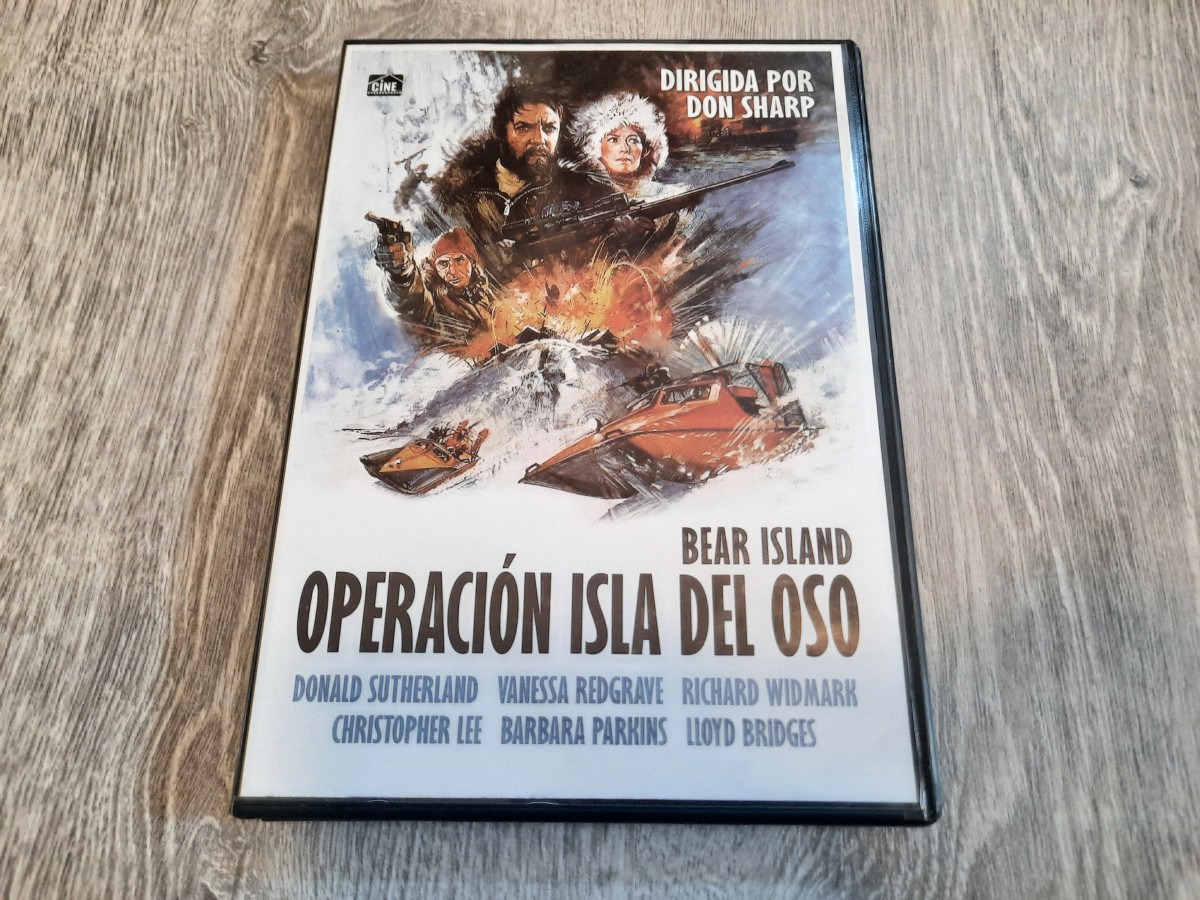 CINE
DIRIGIDA POR
DON SHARP
BEAR ISLAND
OPERACIÓN ISLA DEL OSO
DONALD SUTHERLAND VANESSA REDGRAVE RICHARD WIDMARK
CHRISTOPHER LEE BARBARA PARKINS LLOYD BRIDGES